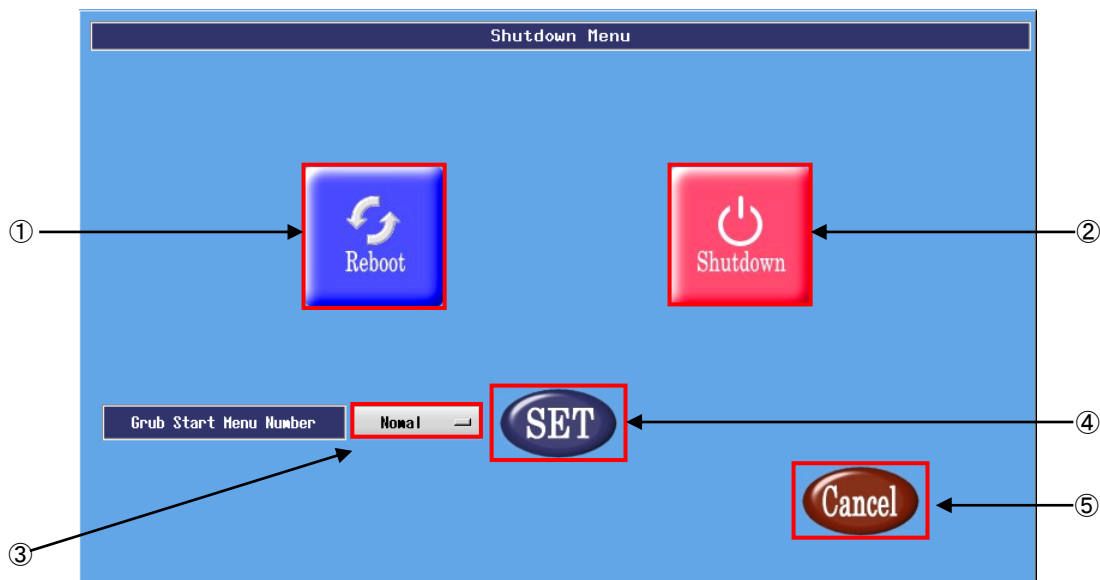 Shutdown Menu
①
Reboot
Shutdown
②
Grub Start Menu Number
Nomal
SET
④
Cancel
⑤
③